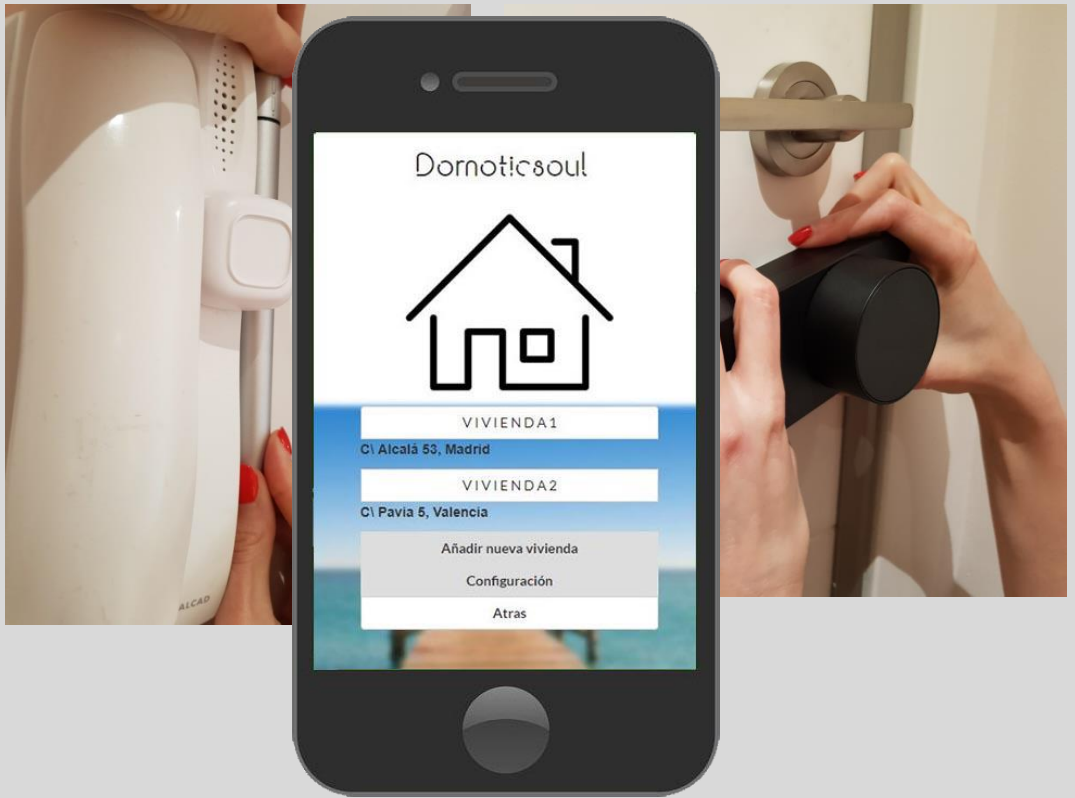 ALCAD
Domoticsoul
VIVIENDA1
C\ Alcalá 53, Madrid
VIVIENDA2
C\ Pavia 5, Valencia
Añadir nueva vivienda
Configuración
Atras